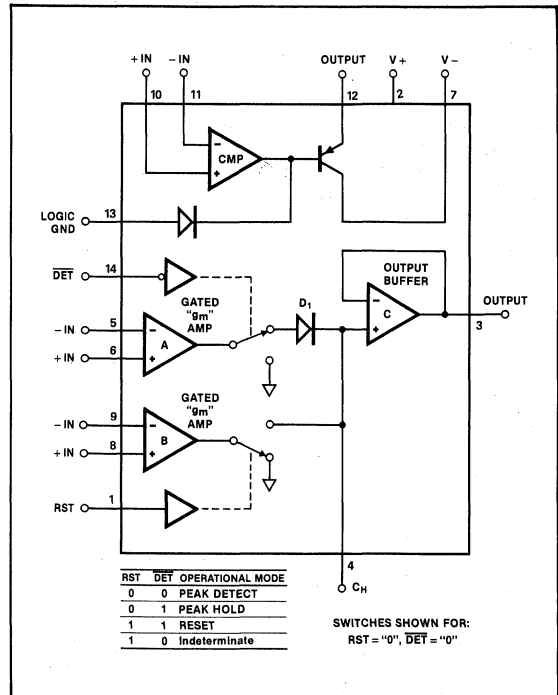 +IN  -IN  OUTPUT  V+  V-
10  11  12  2  7
-
CMP
+
LOGIC
GND
13
DET
14
GATED
"gm"
AMP
D1
OUTPUT
BUFFER
-
C
+
OUTPUT
3
-IN  5  -
A
+IN  6  +
GATED
"gm"
AMP
-IN  9  -
B
+IN  8  +
RST  1
4
CH
RST  DET  OPERATIONAL MODE
0  0  PEAK DETECT
0  1  PEAK HOLD
1  1  RESET
1  0  Indeterminate
SWITCHES SHOWN FOR:
RST = "0", DET = "0"